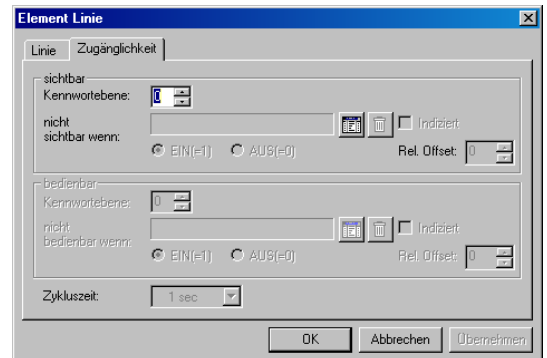 Element Linie
Linie Zugänglichkeit
sichtbar
Kennwortebene: 0
nicht
sichtbar wenn:
Indiziert
EIN(=1) AUS(=0) Rel. Offset: 0
bedienbar
Kennwortebene: 0
nicht
bedienbar wenn:
Indiziert
EIN(=1) AUS(=0) Rel. Offset: 0
Zykluszeit: 1 sec
OK Abbrechen Übernehmen